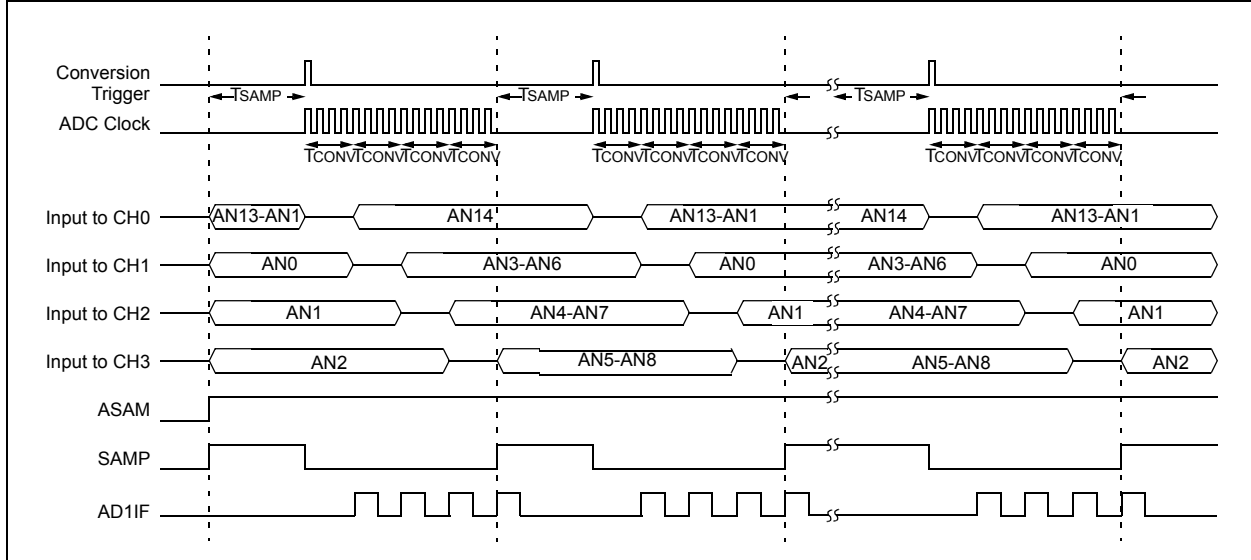 Conversion
Trigger
TSAMP TSAMP TSAMP
ADC Clock
TCONV TCONV TCONV TCONV TCONV TCONV TCONV TCONV TCONV TCONV TCONV TCONV
Input to CH0 AN13-AN1 AN14 AN13-AN1 AN14 AN13-AN1
Input to CH1 AN0 AN3-AN6 AN0 AN3-AN6 AN0
Input to CH2 AN1 AN4-AN7 AN1 AN4-AN7 AN1
Input to CH3 AN2 AN5-AN8 AN2 AN5-AN8 AN2
ASAM
SAMP
AD1IF